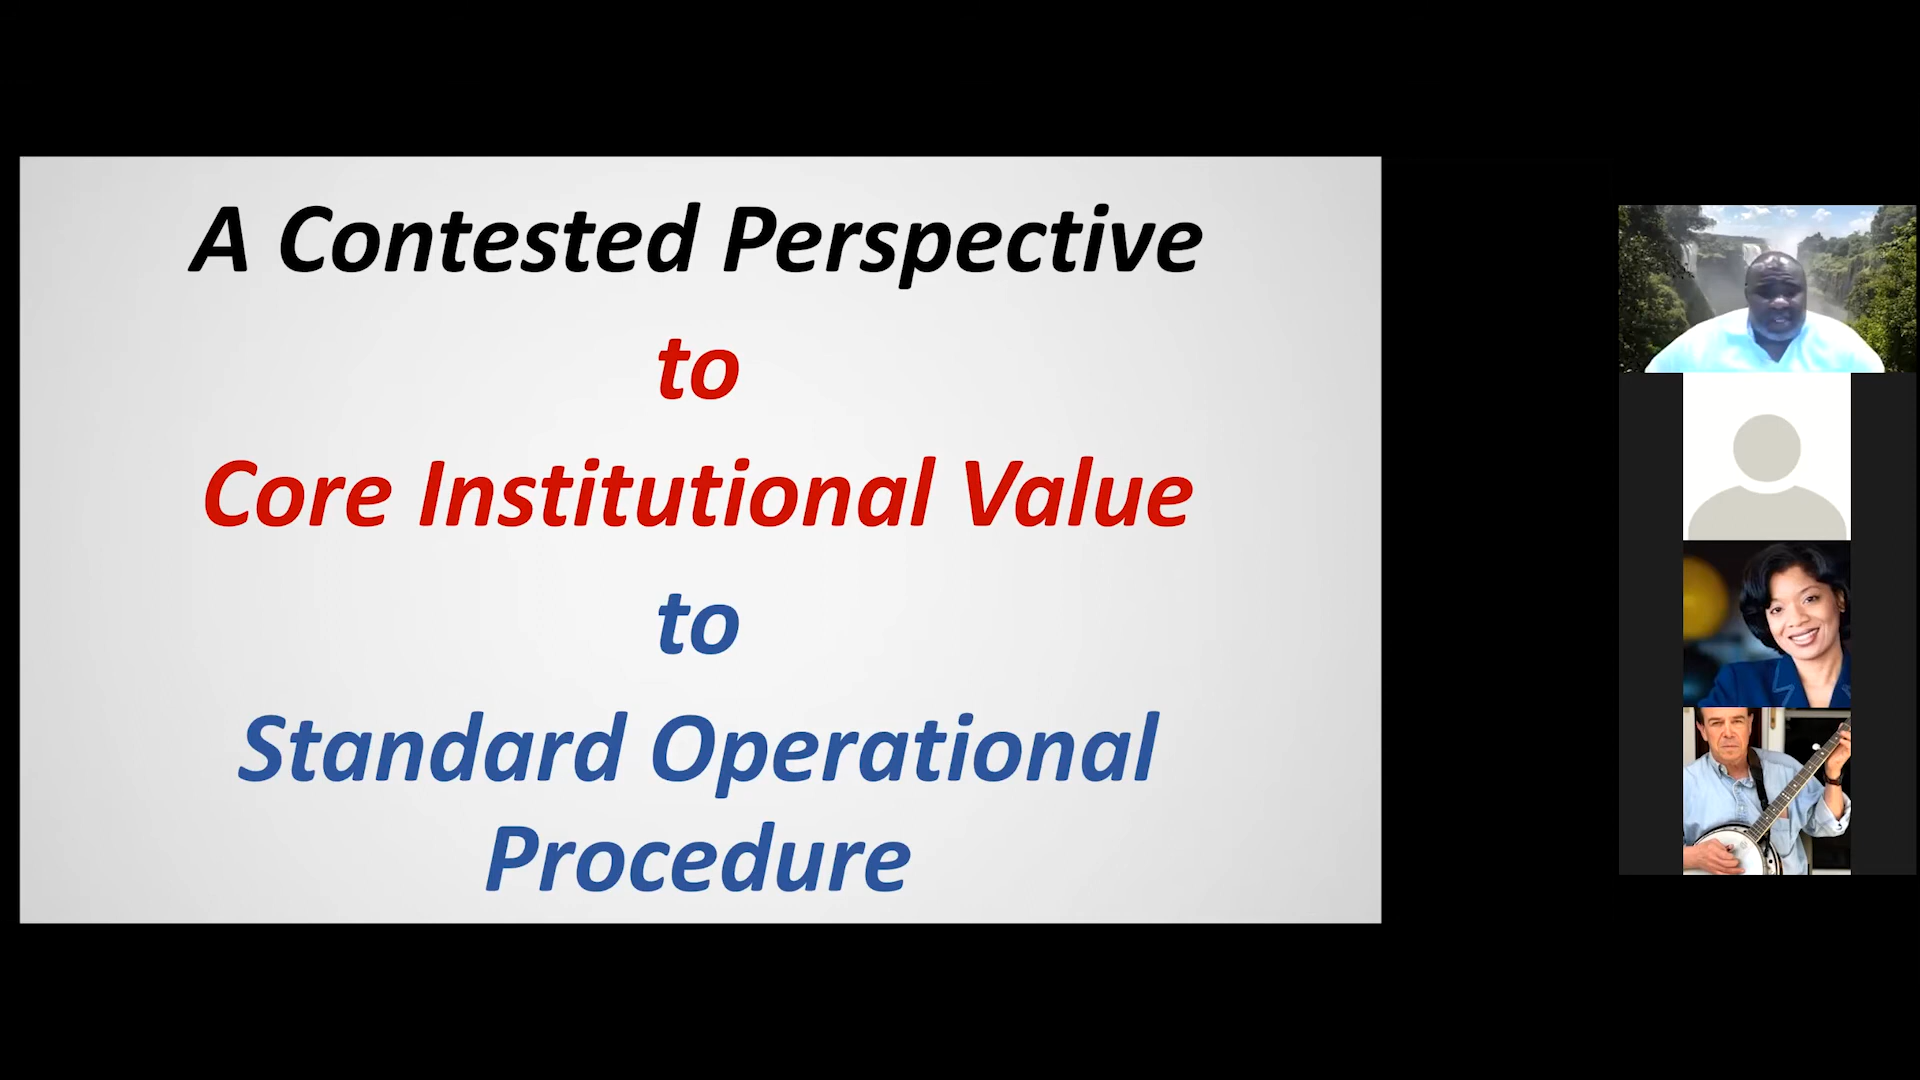 A Contested Perspective
to
Core Institutional Value
to
Standard Operational
Procedure